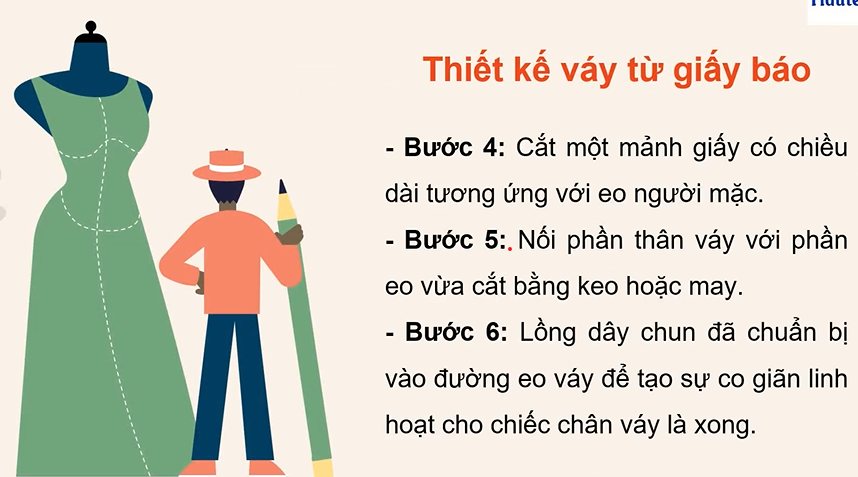 Thiết kế váy từ giấy báo
- Bước 4: Cắt một mảnh giấy có chiều
dài tương ứng với eo người mặc.
- Bước 5: Nối phần thân váy với phần
eo vừa cắt bằng keo hoặc may.
- Bước 6: Lồng dây chun đã chuẩn bị
vào đường eo váy để tạo sự co giãn linh
hoạt cho chiếc chân váy là xong.